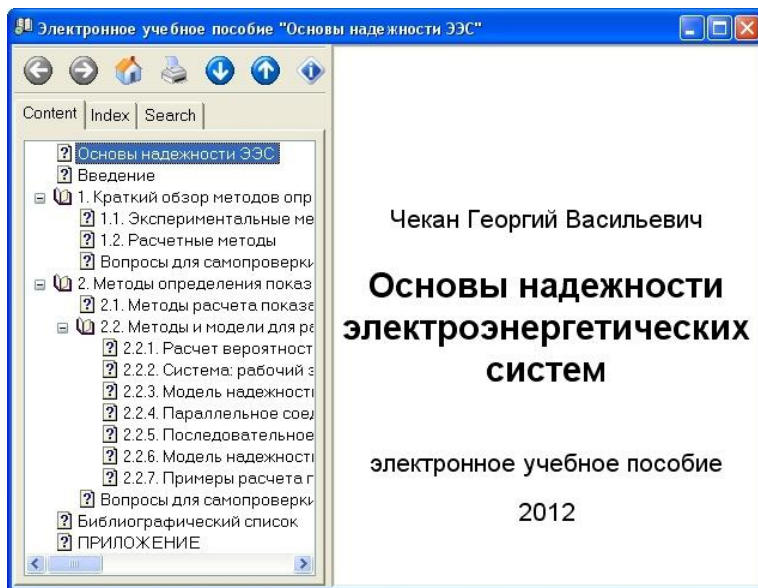 Электронное учебное пособие "Основы надежности ЭЭС"
Content
Index
Search
Основы надежности ЭЭС
Введение
1. Краткий обзор методов опр
1.1. Экспериментальные ме
1.2. Расчетные методы
Вопросы для самопроверки
2. Методы определения показ
2.1. Методы расчета показа
2.2. Методы и модели для ра
2.2.1. Расчет вероятност
2.2.2. Система: рабочий э
2.2.3. Модель надежности
2.2.4. Параллельное соед
2.2.5. Последовательное
2.2.6. Модель надежности
2.2.7. Примеры расчета п
Вопросы для самопроверки
Библиографический список
ПРИЛОЖЕНИЕ
Чекан Георгий Васильевич
Основы надежности
электроэнергетических
систем
электронное учебное пособие
2012